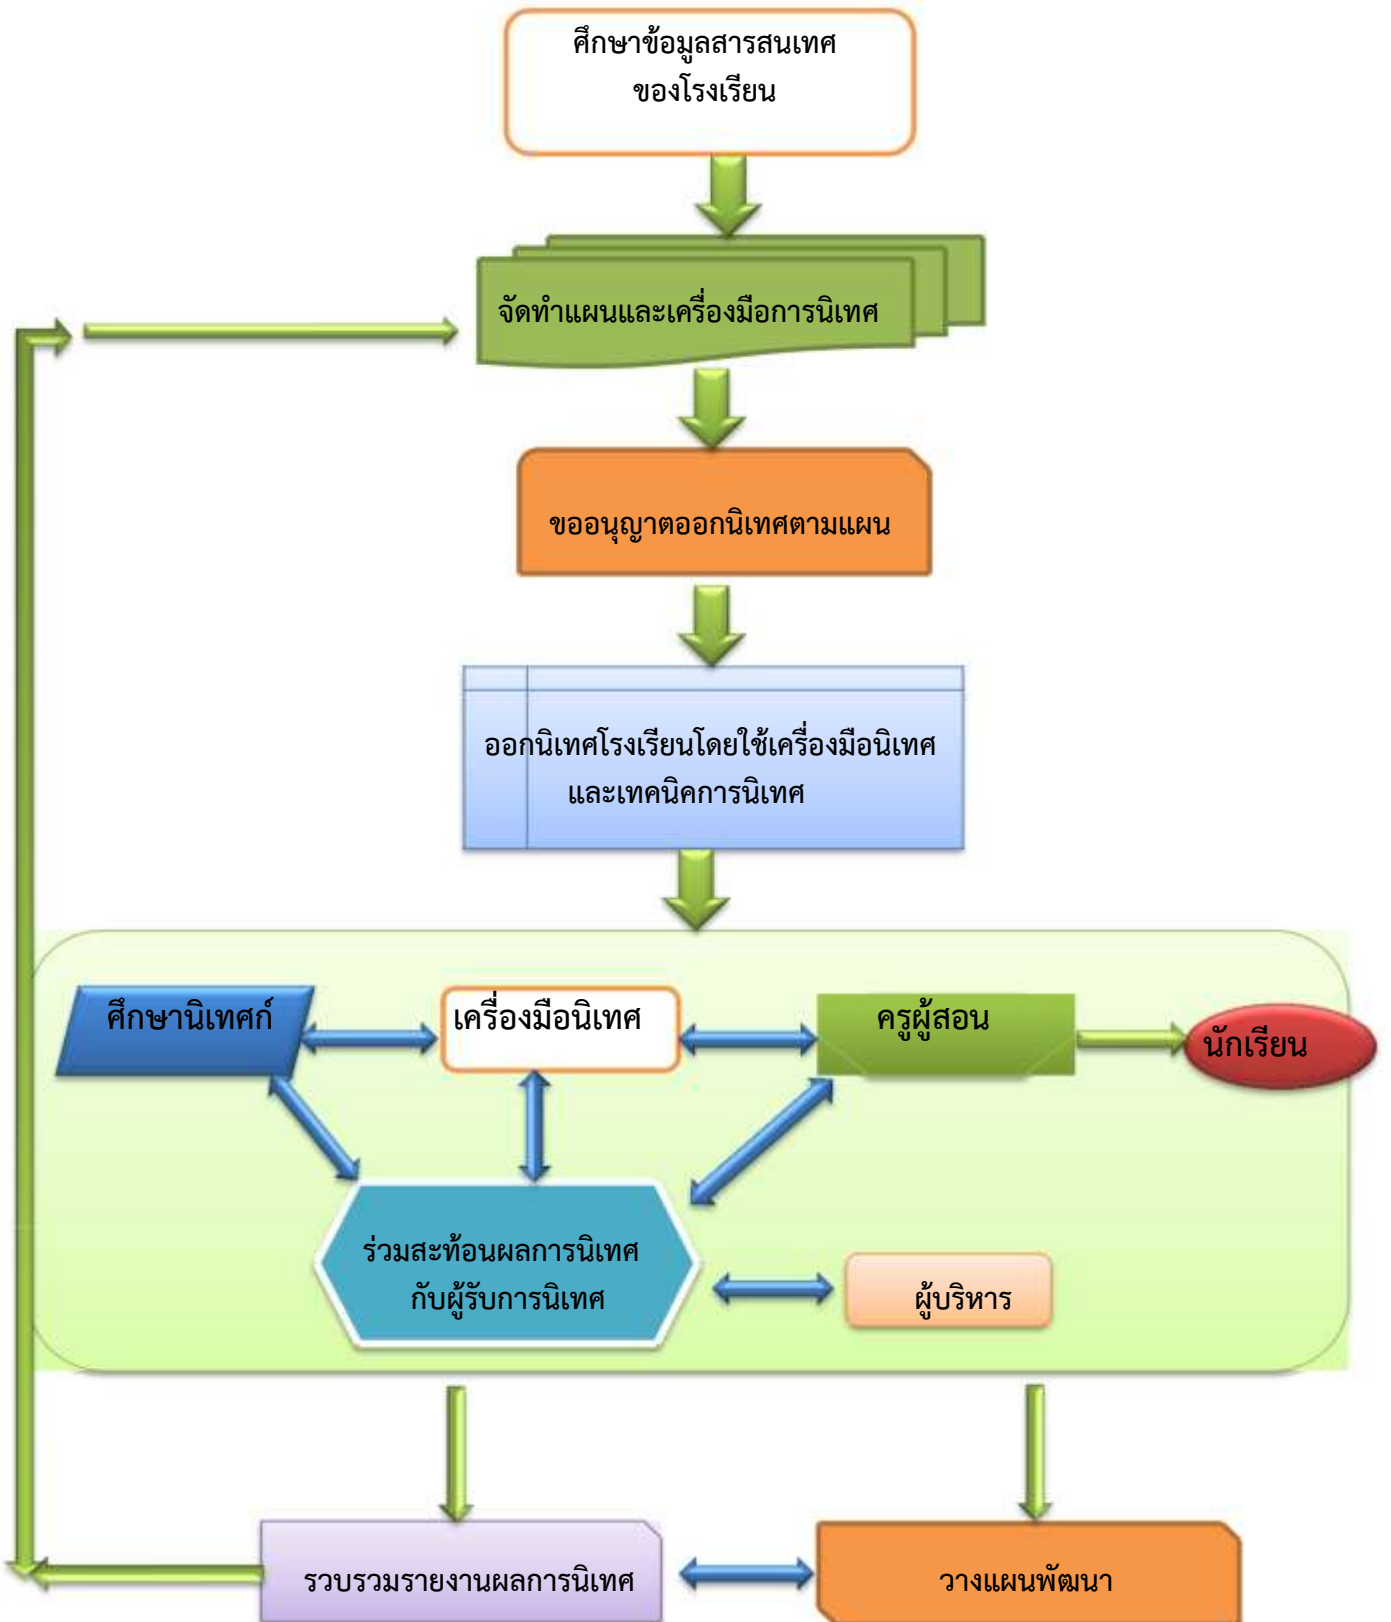 ศึกษาข้อมูลสารสนเทศ
ของโรงเรียน
จัดทำแผนและเครื่องมือการนิเทศ
ขออนุญาตออกนิเทศตามแผน
ออกนิเทศโรงเรียนโดยใช้เครื่องมือนิเทศ
และเทคนิคการนิเทศ
ศึกษานิเทศก์
เครื่องมือนิเทศ
ครูผู้สอน
นักเรียน
ร่วมสะท้อนผลการนิเทศ
กับผู้รับการนิเทศ
ผู้บริหาร
รวบรวมรายงานผลการนิเทศ
วางแผนพัฒนา